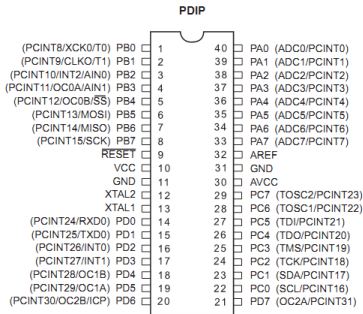 PDIP
(PCINT8/XCK0/T0) PB0 1 40 PA0 (ADC0/PCINT0)
(PCINT9/CLKO/T1) PB1 2 39 PA1 (ADC1/PCINT1)
(PCINT10/INT2/AIN0) PB2 3 38 PA2 (ADC2/PCINT2)
(PCINT11/OC0A/AIN1) PB3 4 37 PA3 (ADC3/PCINT3)
(PCINT12/OC0B/SS) PB4 5 36 PA4 (ADC4/PCINT4)
(PCINT13/MOSI) PB5 6 35 PA5 (ADC5/PCINT5)
(PCINT14/MISO) PB6 7 34 PA6 (ADC6/PCINT6)
(PCINT15/SCK) PB7 8 33 PA7 (ADC7/PCINT7)
RESET 9 32 AREF
VCC 10 31 GND
GND 11 30 AVCC
XTAL2 12 29 PC7 (TOSC2/PCINT23)
XTAL1 13 28 PC6 (TOSC1/PCINT22)
(PCINT24/RXD0) PD0 14 27 PC5 (TDI/PCINT21)
(PCINT25/TXD0) PD1 15 26 PC4 (TDO/PCINT20)
(PCINT26/INT0) PD2 16 25 PC3 (TMS/PCINT19)
(PCINT27/INT1) PD3 17 24 PC2 (TCK/PCINT18)
(PCINT28/OC1B) PD4 18 23 PC1 (SDA/PCINT17)
(PCINT29/OC1A) PD5 19 22 PC0 (SCL/PCINT16)
(PCINT30/OC2B/ICP) PD6 20 21 PD7 (OC2A/PCINT31)